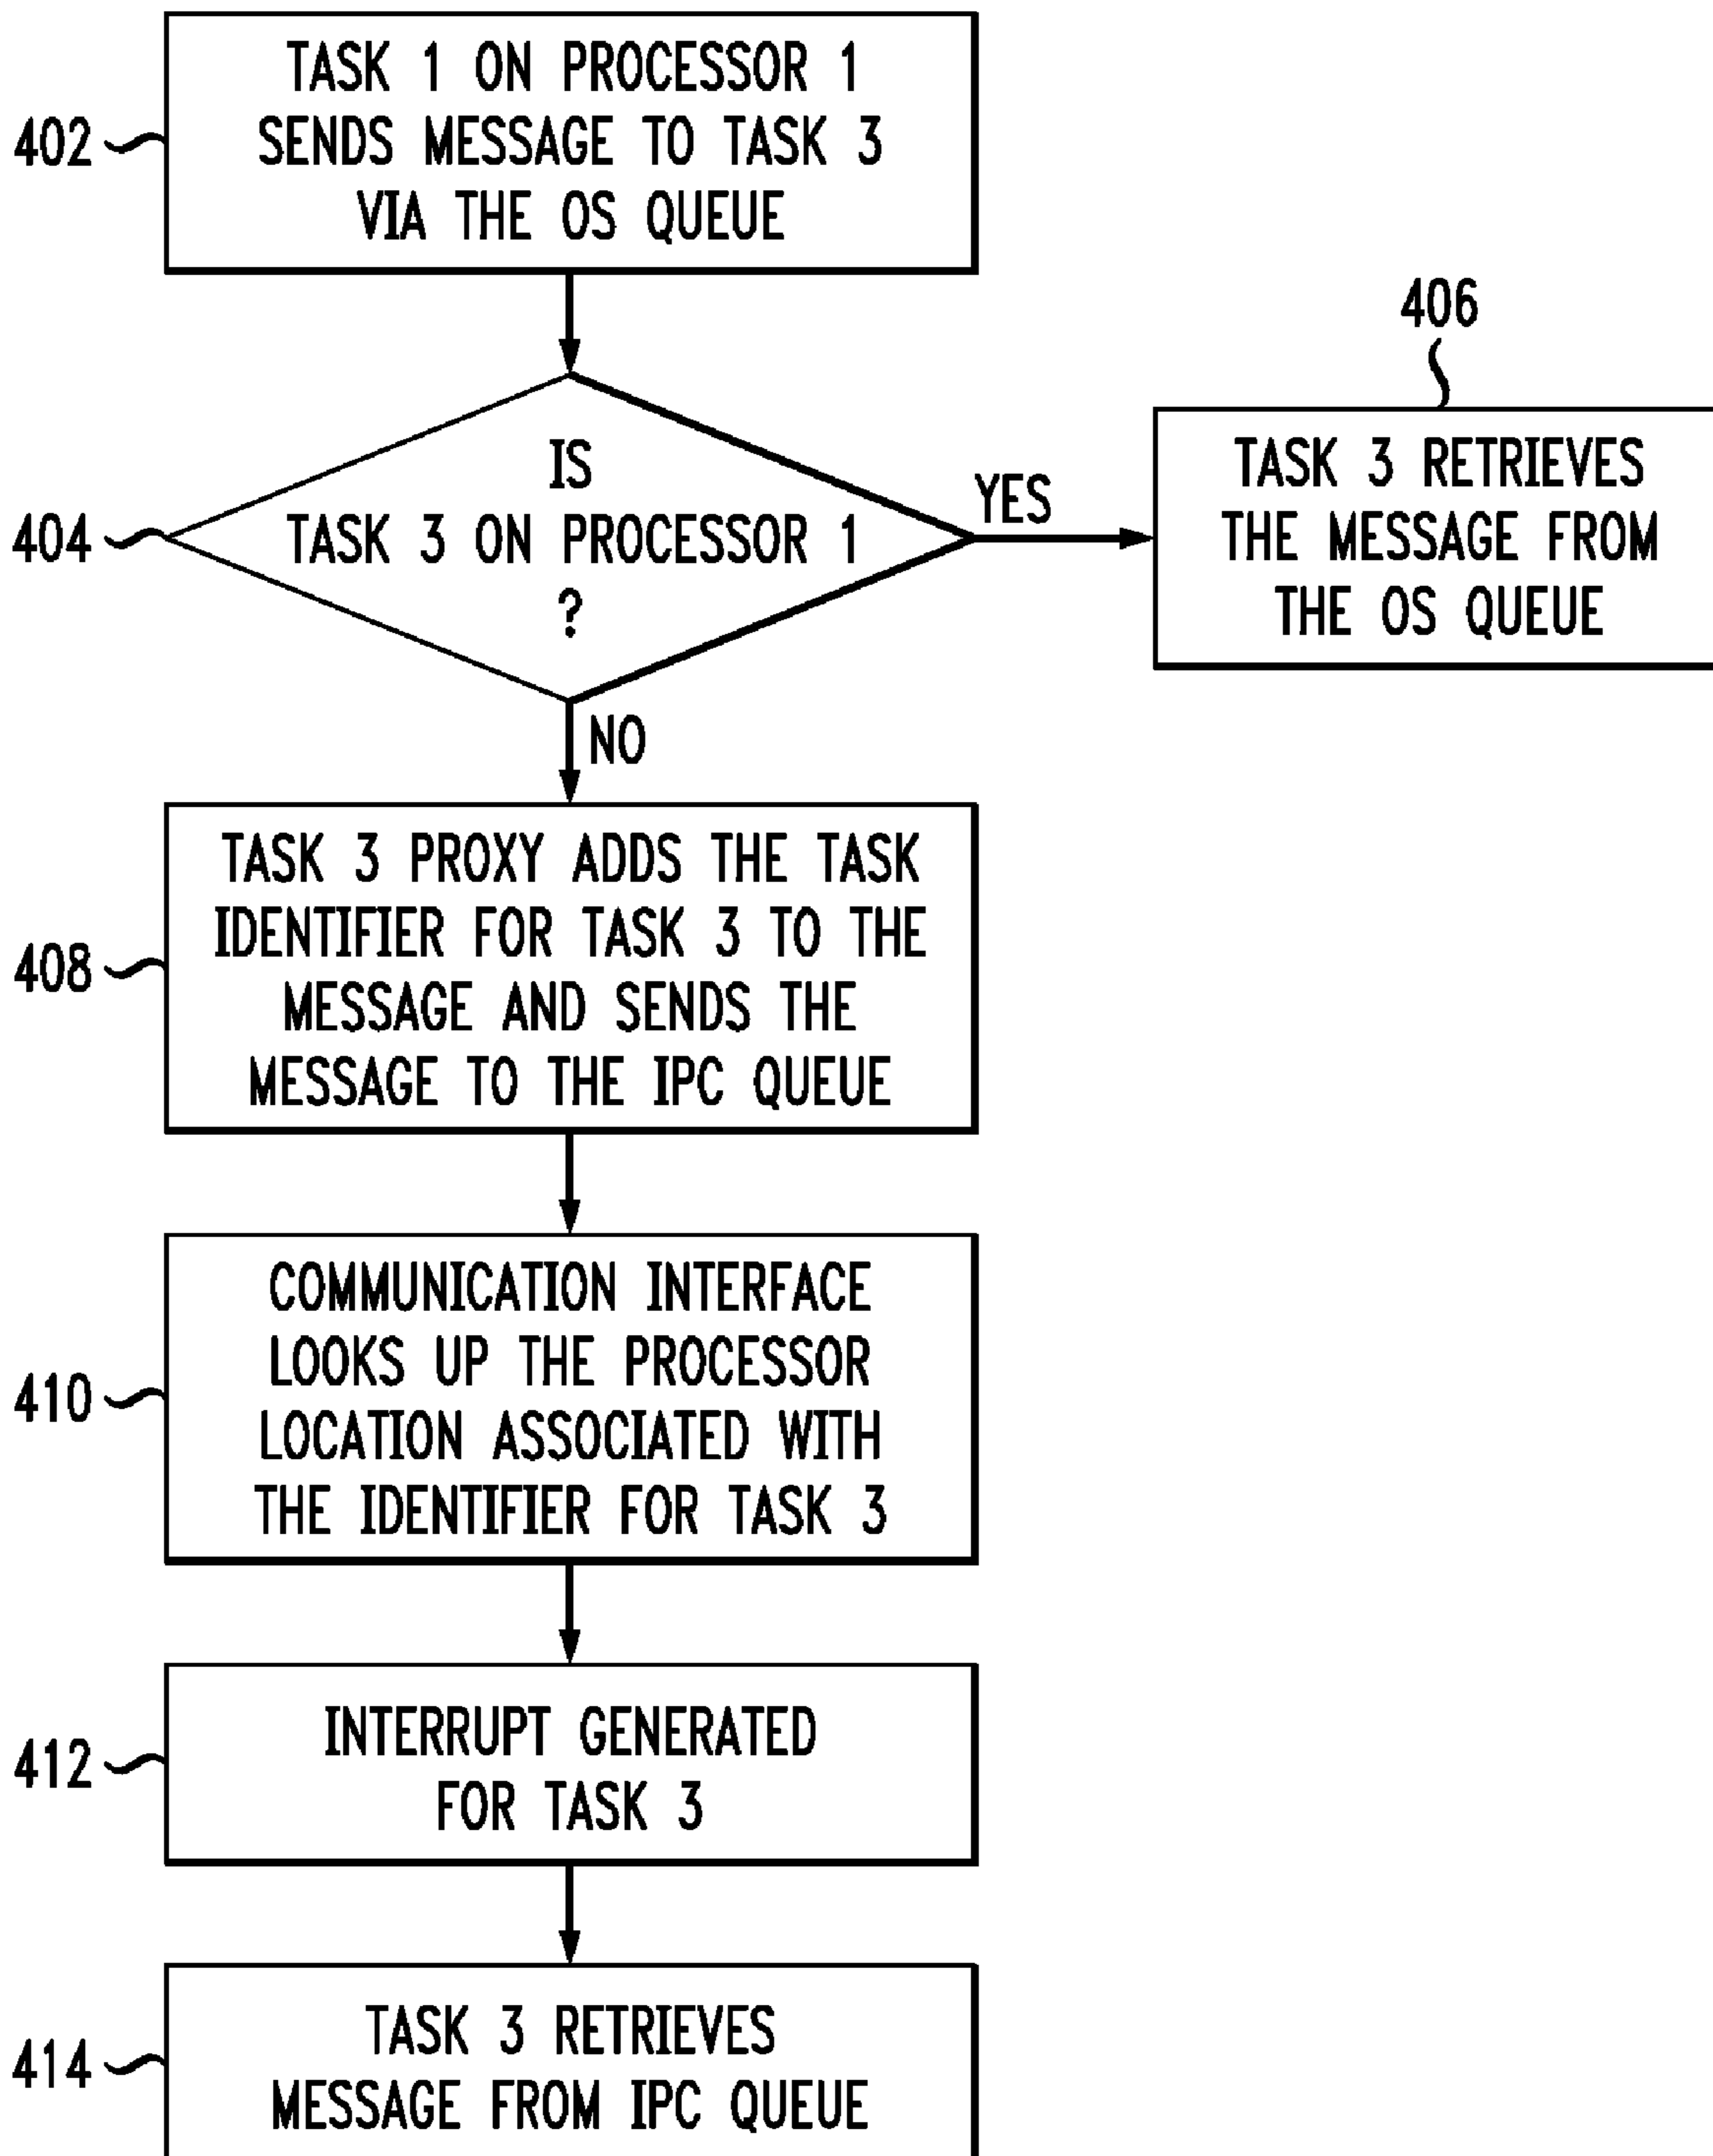 402
TASK 1 ON PROCESSOR 1
SENDS MESSAGE TO TASK 3
VIA THE OS QUEUE
404
IS
TASK 3 ON PROCESSOR 1
?
YES
406
TASK 3 RETRIEVES
THE MESSAGE FROM
THE OS QUEUE
NO
408
TASK 3 PROXY ADDS THE TASK
IDENTIFIER FOR TASK 3 TO THE
MESSAGE AND SENDS THE
MESSAGE TO THE IPC QUEUE
410
COMMUNICATION INTERFACE
LOOKS UP THE PROCESSOR
LOCATION ASSOCIATED WITH
THE IDENTIFIER FOR TASK 3
412
INTERRUPT GENERATED
FOR TASK 3
414
TASK 3 RETRIEVES
MESSAGE FROM IPC QUEUE